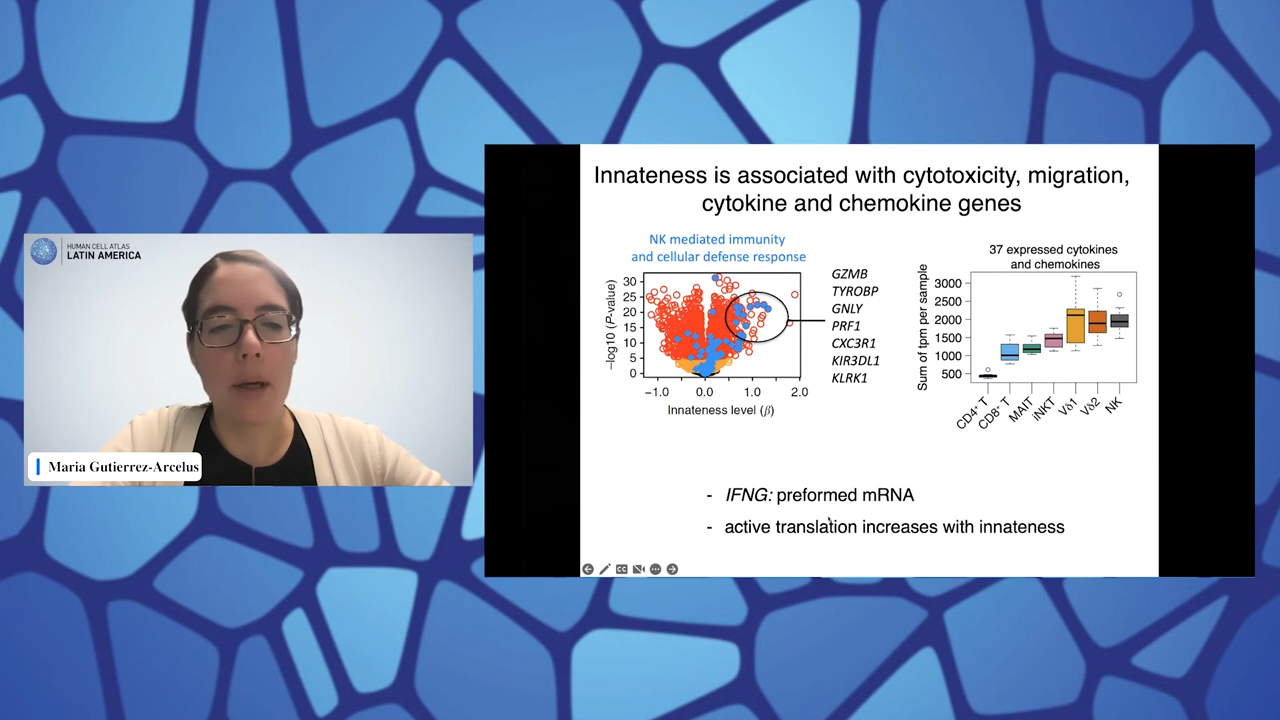 HUMAN CELL ATLAS
LATIN AMERICA
Maria Gutierrez-Arcelus
Innateness is associated with cytotoxicity, migration,
cytokine and chemokine genes
NK mediated immunity
and cellular defense response
30
25
20
15
10
5
0
–log10 (P-value)
−1.0 0.0 1.0 2.0
Innateness level (β)
GZMB
TYROBP
GNLY
PRF1
CXC3R1
KIR3DL1
KLRK1
37 expressed cytokines
and chemokines
3000
2500
2000
1500
1000
500
Sum of tpm per sample
CD4⁺ T
CD8⁺ T
MAIT
iNKT
Vδ1
Vδ2
NK
- IFNG: preformed mRNA
- active translation increases with innateness
CC